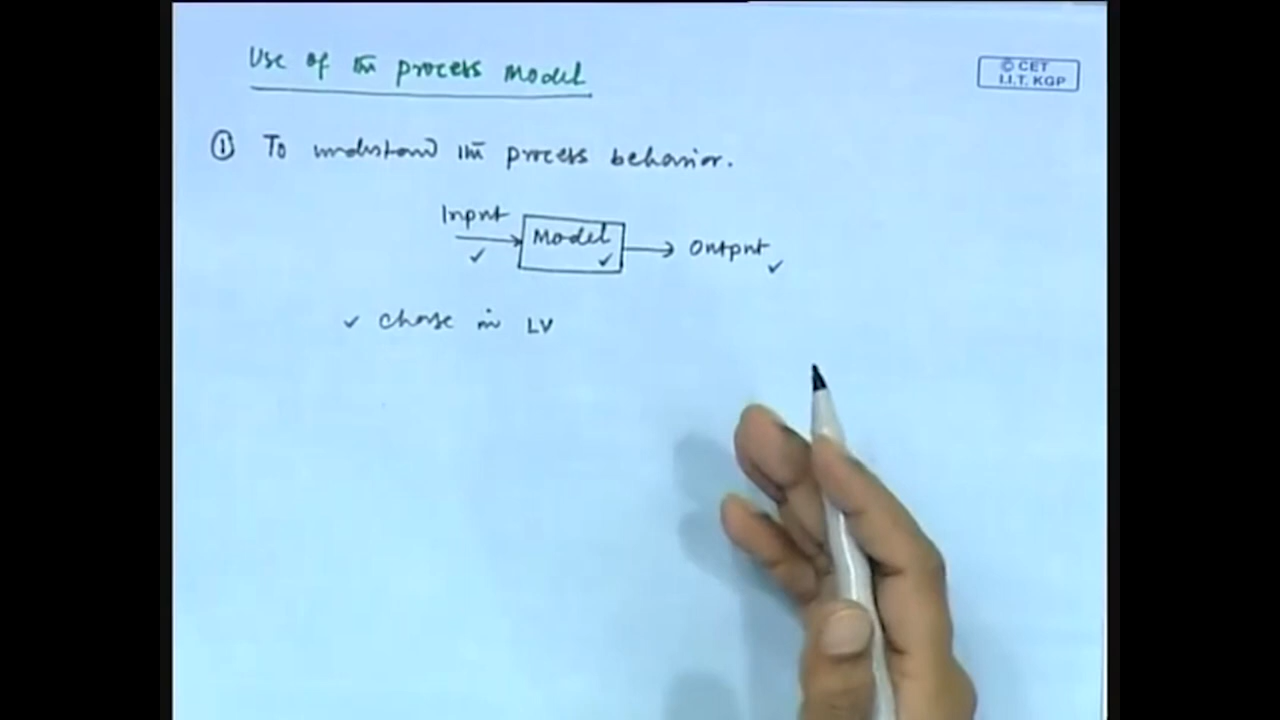 Use of the process model
© CET
I.I.T. KGP
① To understand the process behavior.
Input
Model
✓
✓
Output
✓
✓ change in LV